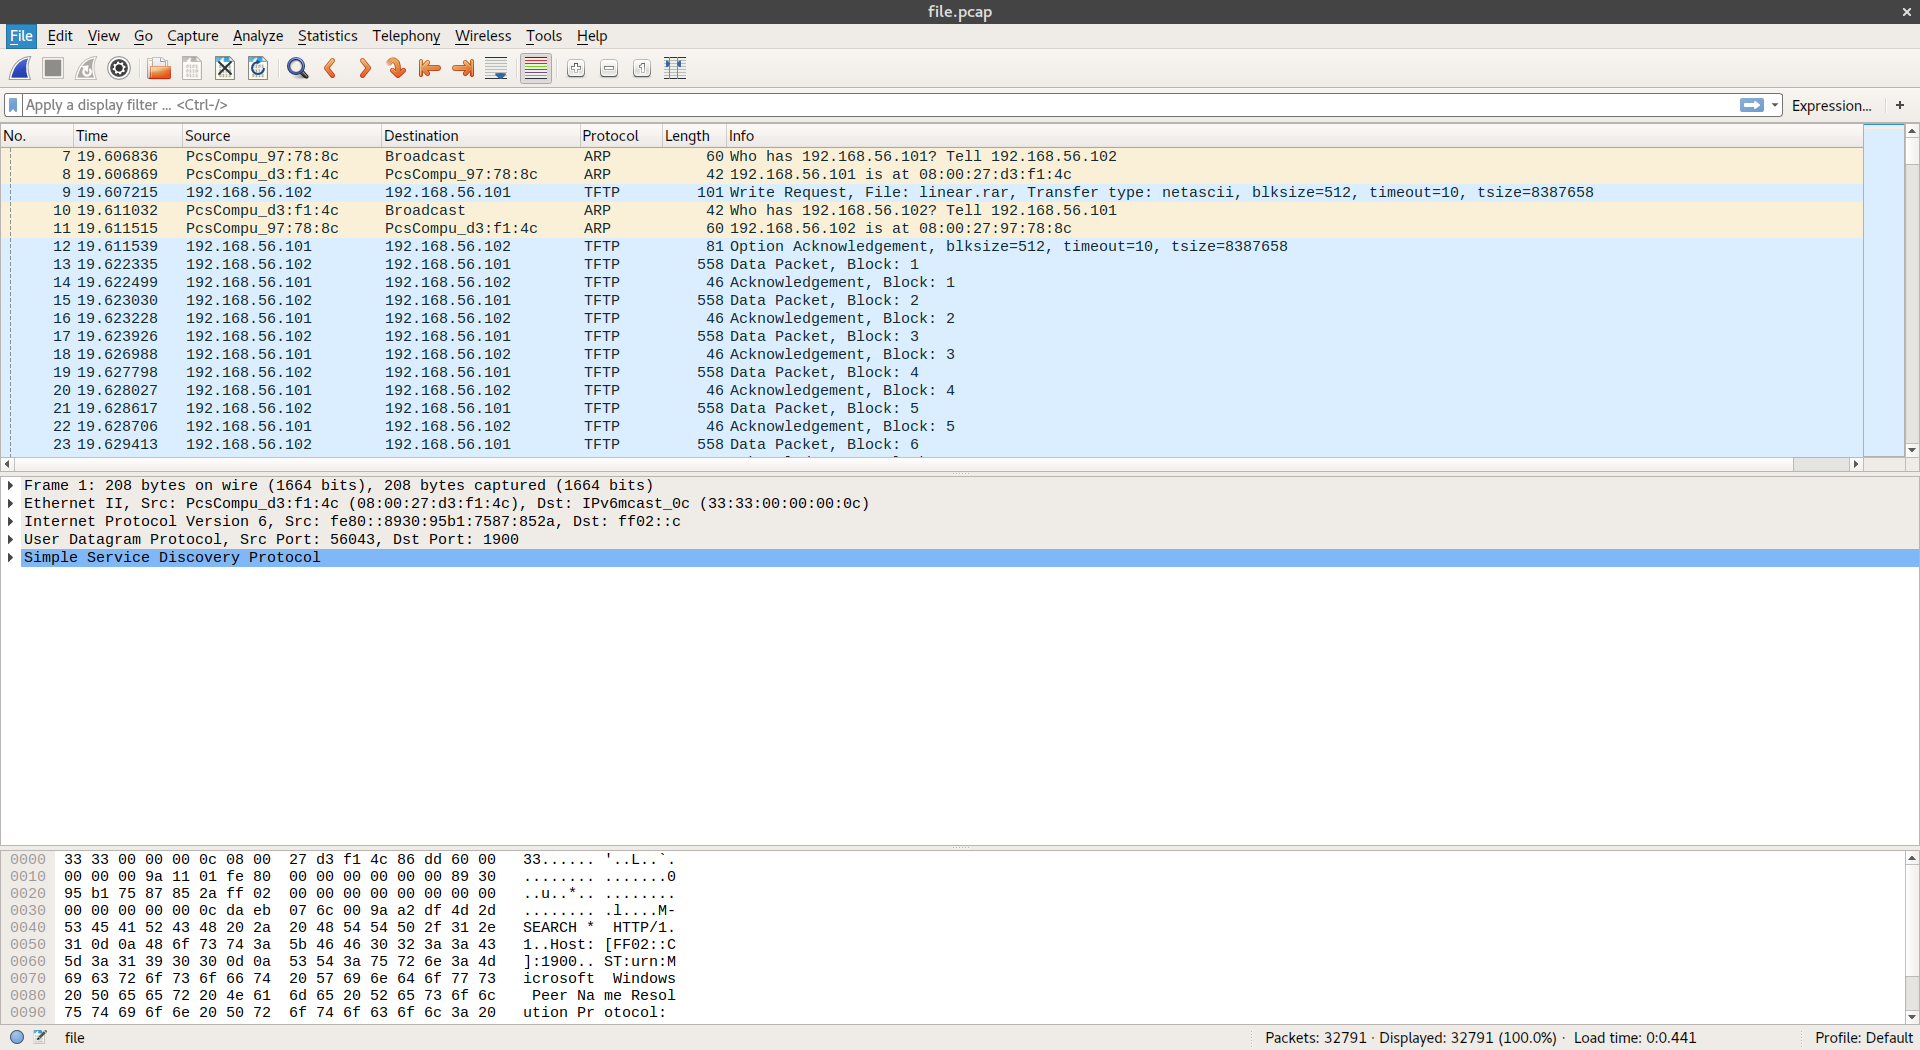 file.pcap
File Edit View Go Capture Analyze Statistics Telephony Wireless Tools Help
Apply a display filter ... <Ctrl-/> Expression... +
No. Time Source Destination Protocol Length Info
7 19.606836 PcsCompu_97:78:8c Broadcast ARP 60 Who has 192.168.56.101? Tell 192.168.56.102
8 19.606869 PcsCompu_d3:f1:4c PcsCompu_97:78:8c ARP 42 192.168.56.101 is at 08:00:27:d3:f1:4c
9 19.607215 192.168.56.102 192.168.56.101 TFTP 101 Write Request, File: linear.rar, Transfer type: netascii, blksize=512, timeout=10, tsize=8387658
10 19.611032 PcsCompu_d3:f1:4c Broadcast ARP 42 Who has 192.168.56.102? Tell 192.168.56.101
11 19.611515 PcsCompu_97:78:8c PcsCompu_d3:f1:4c ARP 60 192.168.56.102 is at 08:00:27:97:78:8c
12 19.611539 192.168.56.101 192.168.56.102 TFTP 81 Option Acknowledgement, blksize=512, timeout=10, tsize=8387658
13 19.622335 192.168.56.102 192.168.56.101 TFTP 558 Data Packet, Block: 1
14 19.622499 192.168.56.101 192.168.56.102 TFTP 46 Acknowledgement, Block: 1
15 19.623030 192.168.56.102 192.168.56.101 TFTP 558 Data Packet, Block: 2
16 19.623228 192.168.56.101 192.168.56.102 TFTP 46 Acknowledgement, Block: 2
17 19.623926 192.168.56.102 192.168.56.101 TFTP 558 Data Packet, Block: 3
18 19.626988 192.168.56.101 192.168.56.102 TFTP 46 Acknowledgement, Block: 3
19 19.627798 192.168.56.102 192.168.56.101 TFTP 558 Data Packet, Block: 4
20 19.628027 192.168.56.101 192.168.56.102 TFTP 46 Acknowledgement, Block: 4
21 19.628617 192.168.56.102 192.168.56.101 TFTP 558 Data Packet, Block: 5
22 19.628706 192.168.56.101 192.168.56.102 TFTP 46 Acknowledgement, Block: 5
23 19.629413 192.168.56.102 192.168.56.101 TFTP 558 Data Packet, Block: 6
Frame 1: 208 bytes on wire (1664 bits), 208 bytes captured (1664 bits)
Ethernet II, Src: PcsCompu_d3:f1:4c (08:00:27:d3:f1:4c), Dst: IPv6mcast_0c (33:33:00:00:00:0c)
Internet Protocol Version 6, Src: fe80::8930:95b1:7587:852a, Dst: ff02::c
User Datagram Protocol, Src Port: 56043, Dst Port: 1900
Simple Service Discovery Protocol
0000 33 33 00 00 00 0c 08 00 27 d3 f1 4c 86 dd 60 00 33...... '..L..`.
0010 00 00 00 9a 11 01 fe 80 00 00 00 00 00 00 89 30 ........ .......0
0020 95 b1 75 87 85 2a ff 02 00 00 00 00 00 00 00 00 ..u..*.. ........
0030 00 00 00 00 00 0c da eb 07 6c 00 9a a2 df 4d 2d ........ .l....M-
0040 53 45 41 52 43 48 20 2a 20 48 54 54 50 2f 31 2e SEARCH * HTTP/1.
0050 31 0d 0a 48 6f 73 74 3a 5b 46 46 30 32 3a 3a 43 1..Host: [FF02::C
0060 5d 3a 31 39 30 30 0d 0a 53 54 3a 75 72 6e 3a 4d ]:1900.. ST:urn:M
0070 69 63 72 6f 73 6f 66 74 20 57 69 6e 64 6f 77 73 icrosoft Windows
0080 20 50 65 65 72 20 4e 61 6d 65 20 52 65 73 6f 6c Peer Na me Resol
0090 75 74 69 6f 6e 20 50 72 6f 74 6f 63 6f 6c 3a 20 ution Pr otocol:
file Packets: 32791 · Displayed: 32791 (100.0%) · Load time: 0:0.441 Profile: Default